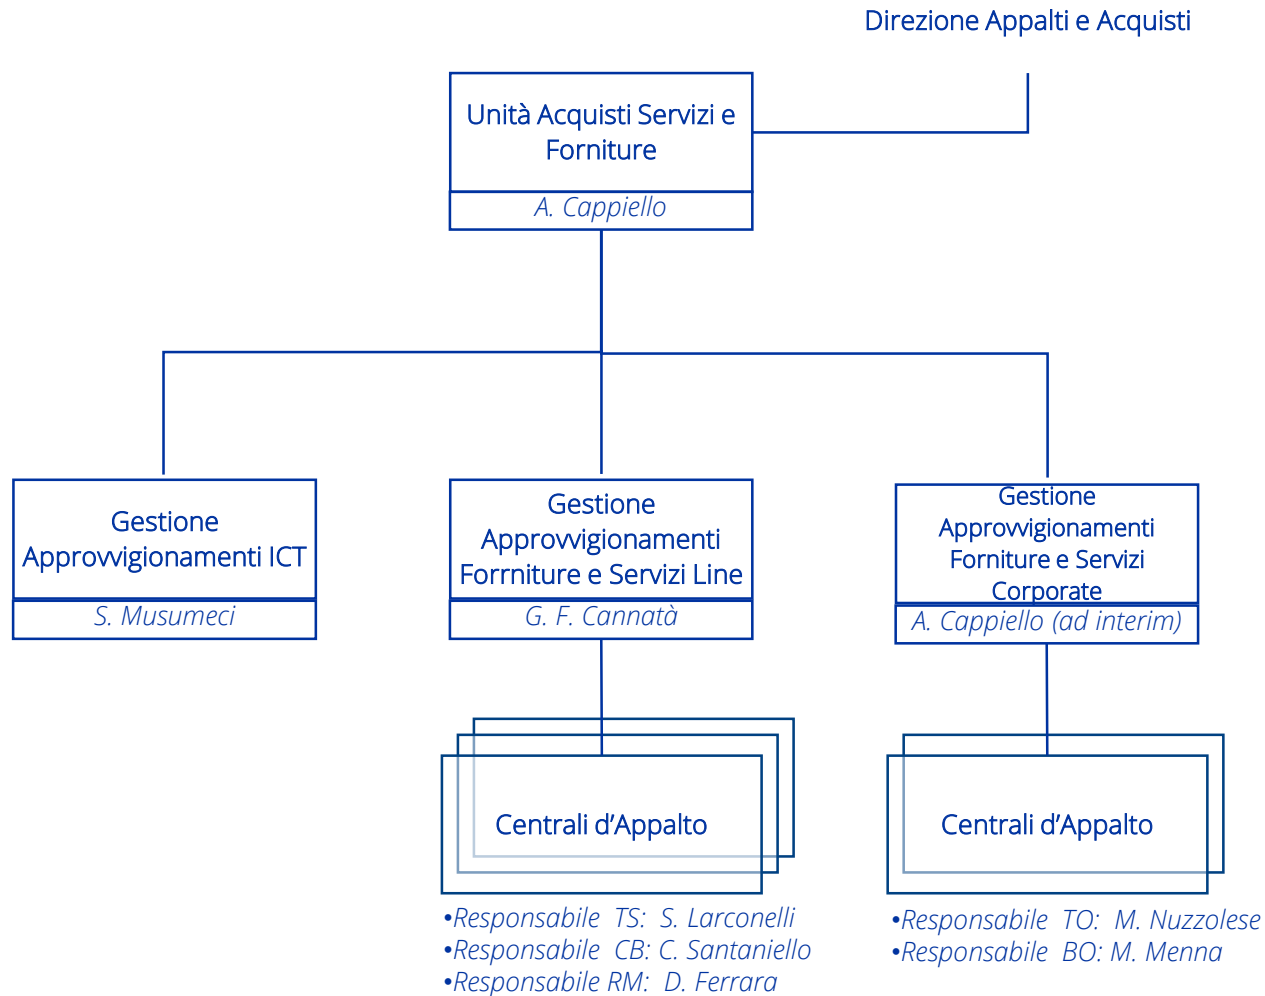 Direzione Appalti e Acquisti
Unità Acquisti Servizi e
Forniture
A. Cappiello
Gestione
Approvvigionamenti ICT
S. Musumeci
Gestione
Approvvigionamenti
Forrniture e Servizi Line
G. F. Cannatà
Gestione
Approvvigionamenti
Forniture e Servizi
Corporate
A. Cappiello (ad interim)
Centrali d’Appalto
•Responsabile TS: S. Larconelli
•Responsabile CB: C. Santaniello
•Responsabile RM: D. Ferrara
Centrali d’Appalto
•Responsabile TO: M. Nuzzolese
•Responsabile BO: M. Menna